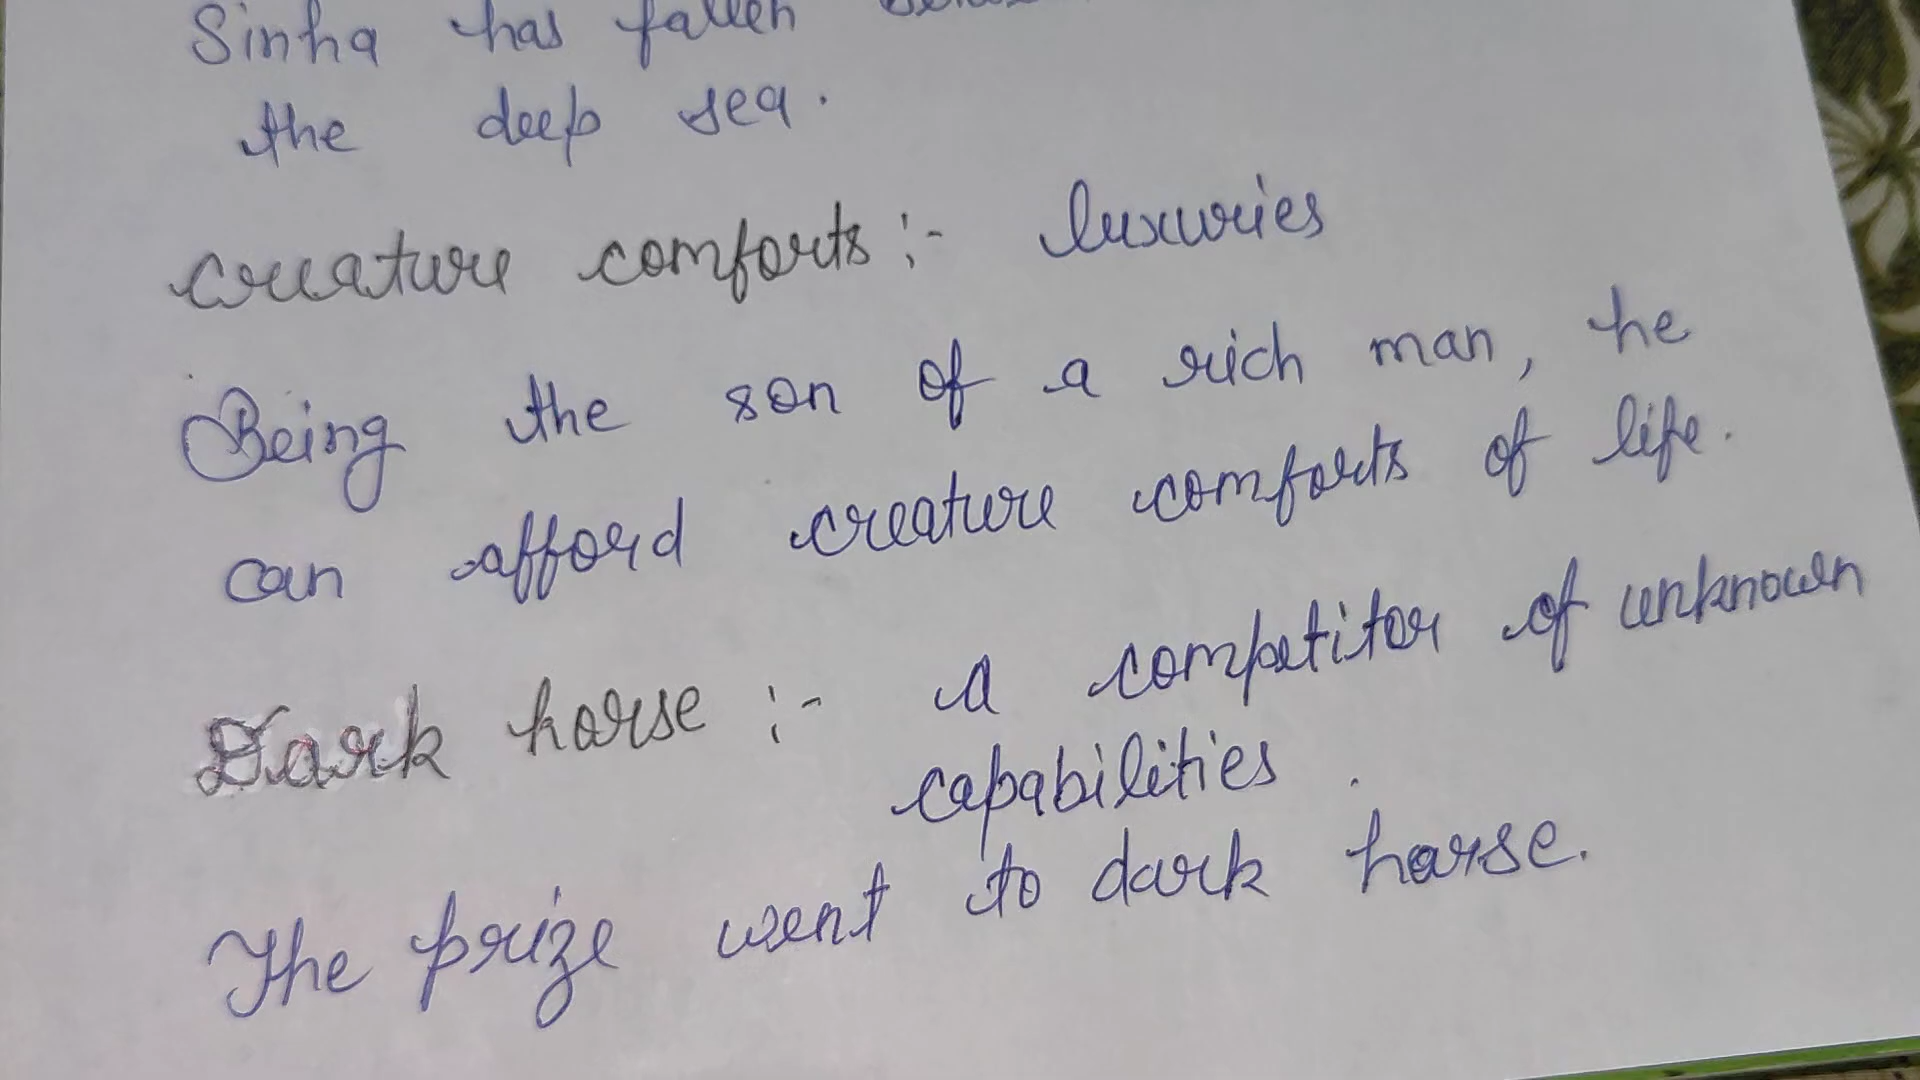 Sinha has fallen
the deep sea.
creature comforts :- luxuries
Being the son of a rich man, he
can afford creature comforts of life.
Dark horse :- a competitor of unknown
capabilities.
The prize went to dark horse.